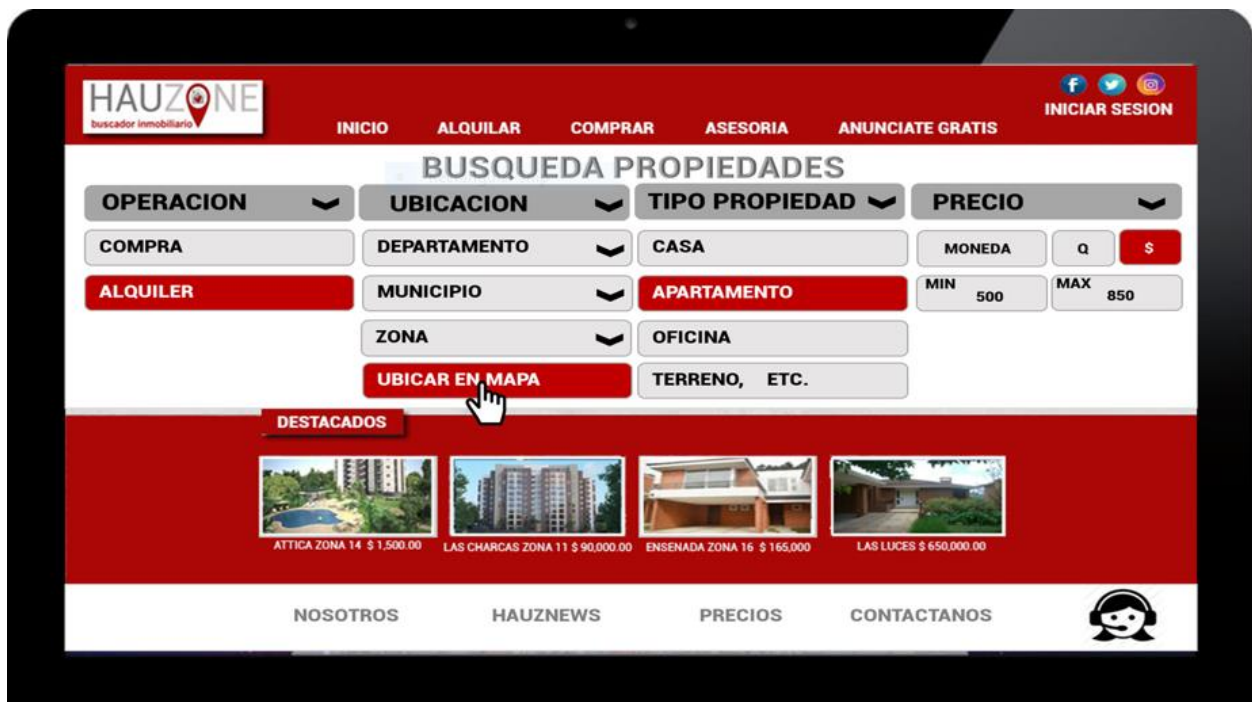 HAUZONE
buscador inmobiliario
INICIO ALQUILAR COMPRAR ASESORIA ANUNCIATE GRATIS
INICIAR SESION
BUSQUEDA PROPIEDADES
OPERACION UBICACION TIPO PROPIEDAD PRECIO
COMPRA DEPARTAMENTO CASA MONEDA Q $
ALQUILER MUNICIPIO APARTAMENTO MIN 500 MAX 850
ZONA OFICINA
UBICAR EN MAPA TERRENO, ETC.
DESTACADOS
ATTICA ZONA 14 $ 1,500.00 LAS CHARCAS ZONA 11 $ 90,000.00 ENSENADA ZONA 16 $ 165,000 LAS LUCES $ 650,000.00
NOSOTROS HAUZNEWS PRECIOS CONTACTANOS